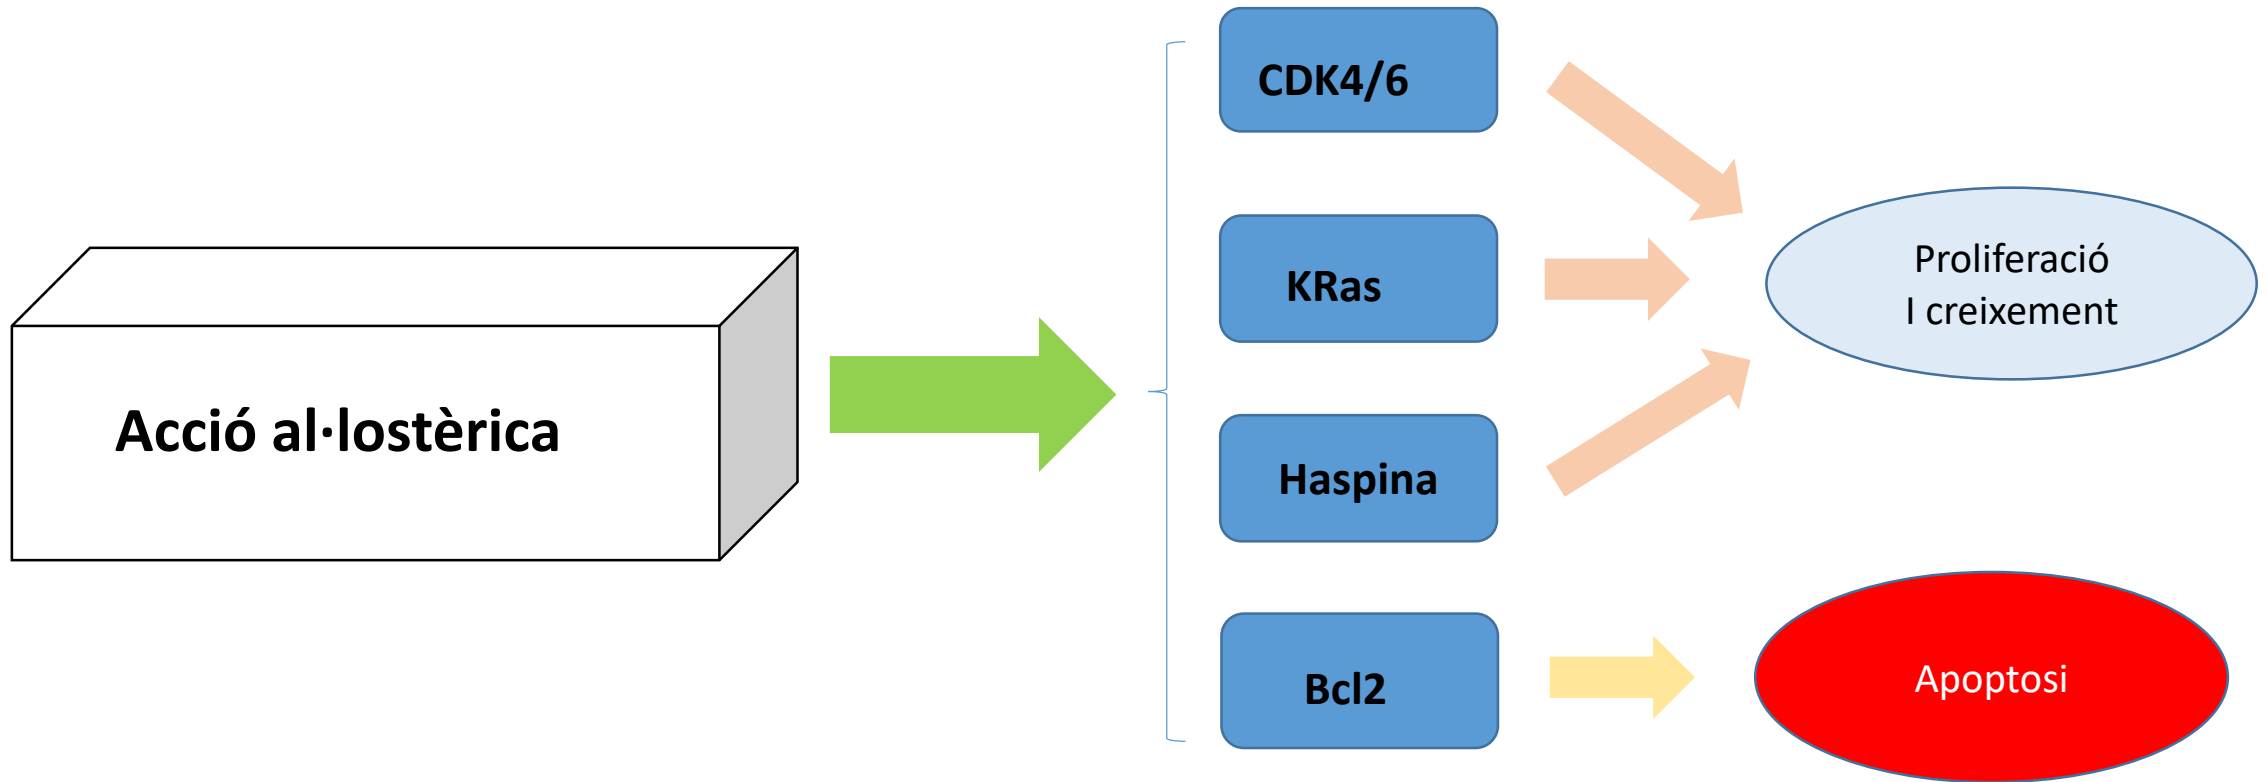 Acció al·lostèrica
CDK4/6
KRas
Haspina
Bcl2
Proliferació
I creixement
Apoptosi